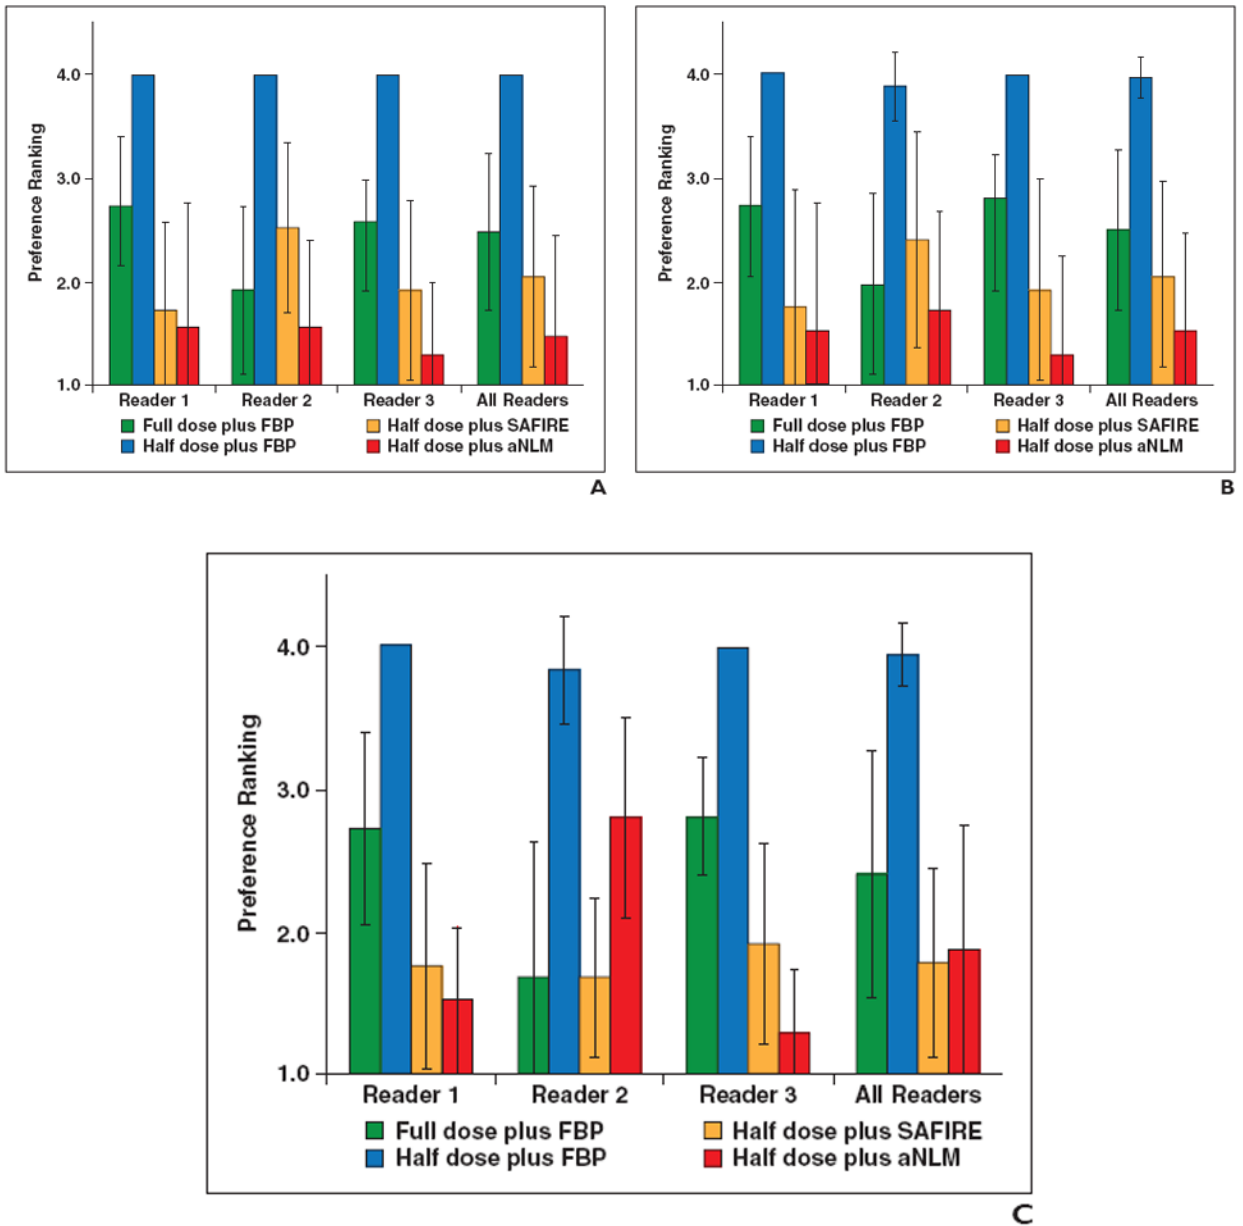 Preference Ranking
4.0
3.0
2.0
1.0
Reader 1 Reader 2 Reader 3 All Readers
Full dose plus FBP Half dose plus SAFIRE
Half dose plus FBP Half dose plus aNLM
A
Preference Ranking
4.0
3.0
2.0
1.0
Reader 1 Reader 2 Reader 3 All Readers
Full dose plus FBP Half dose plus SAFIRE
Half dose plus FBP Half dose plus aNLM
B
Preference Ranking
4.0
3.0
2.0
1.0
Reader 1 Reader 2 Reader 3 All Readers
Full dose plus FBP Half dose plus SAFIRE
Half dose plus FBP Half dose plus aNLM
C